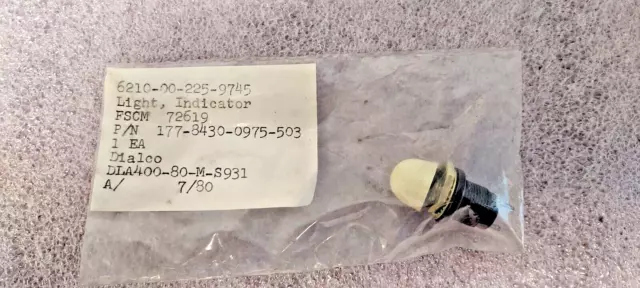 6210-00-225-9745
Light, Indicator
FSCM 72619
P/N 177-8430-0975-503
1 EA
Dialco
DLA400-80-M-S931
A/ 7/80